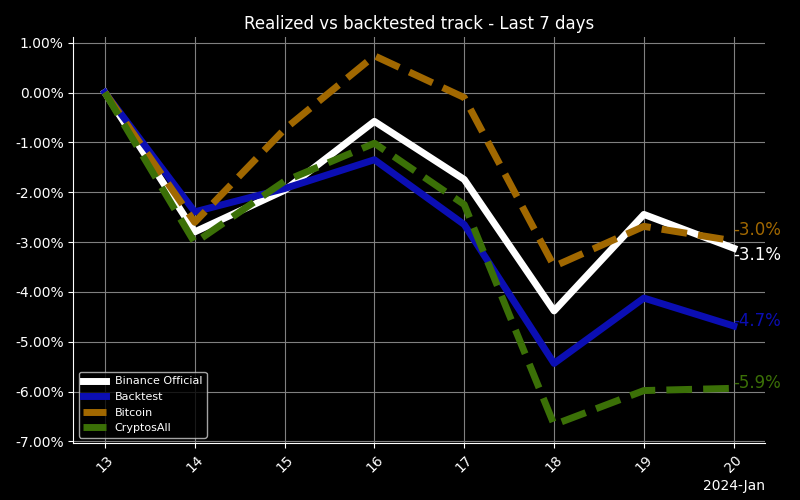 Realized vs backtested track - Last 7 days
1.00%
0.00%
-1.00%
-2.00%
-3.00%
-4.00%
-5.00%
-6.00%
-7.00%
-3.0%
-3.1%
-4.7%
-5.9%
Binance Official
Backtest
Bitcoin
CryptosAll
13 14 15 16 17 18 19 20
2024-Jan